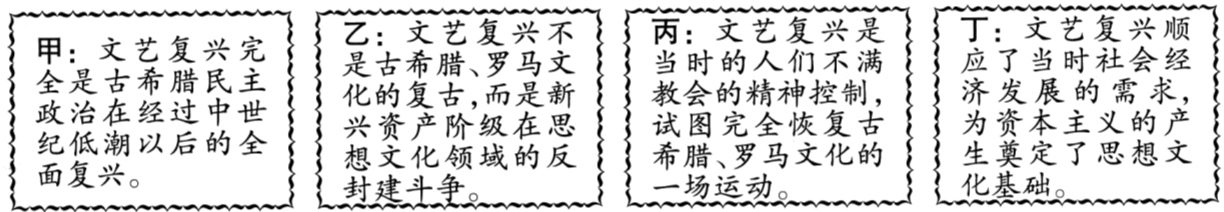 甲：文艺复兴完
全是古希腊民主
政治在经过中世
纪低潮以后的全
面复兴。
乙：文艺复兴不
是古希腊、罗马文
化的复古，而是新
兴资产阶级在思
想文化领域的反
封建斗争。
丙：文艺复兴是
当时的人们不满
教会的精神控制，
试图完全恢复古
希腊、罗马文化的
一场运动。
丁：文艺复兴顺
应了当时社会经
济发展的需求，
为资本主义的产
生奠定了思想文
化基础。